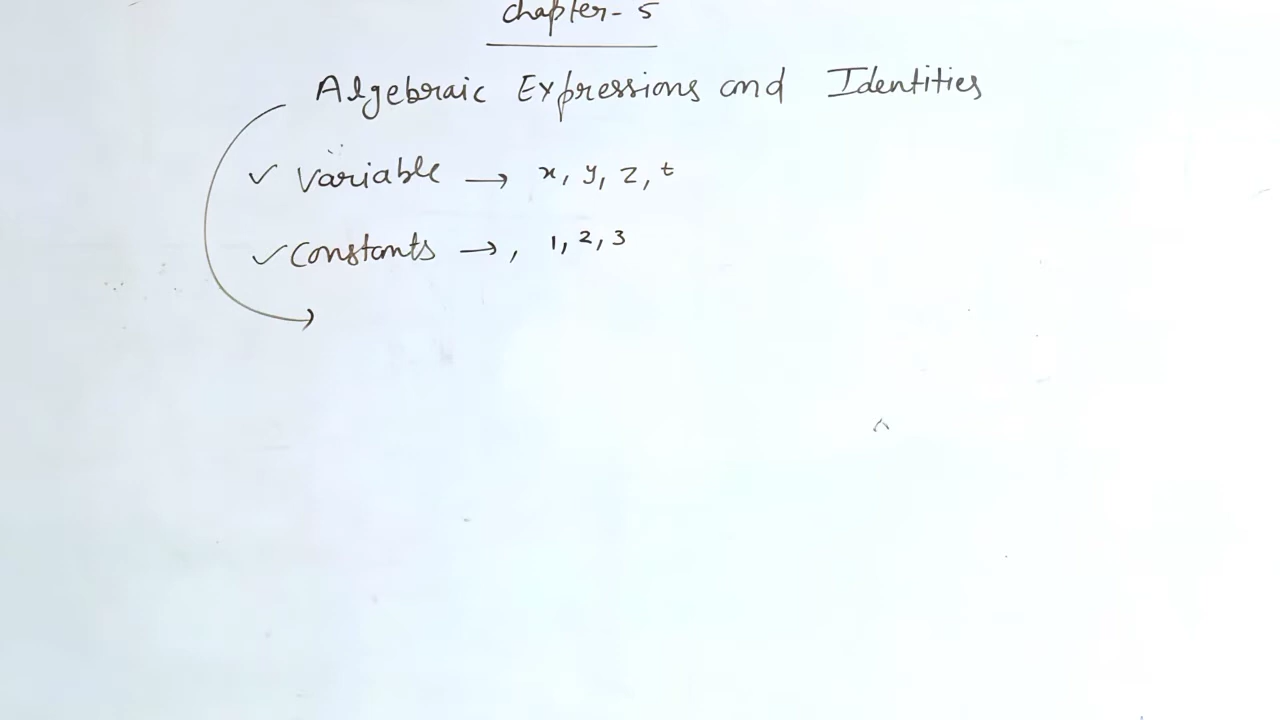 chapter- 5
Algebraic Expressions and Identities
✓ Variable → x, y, z, t
✓ Constants → , 1, 2, 3